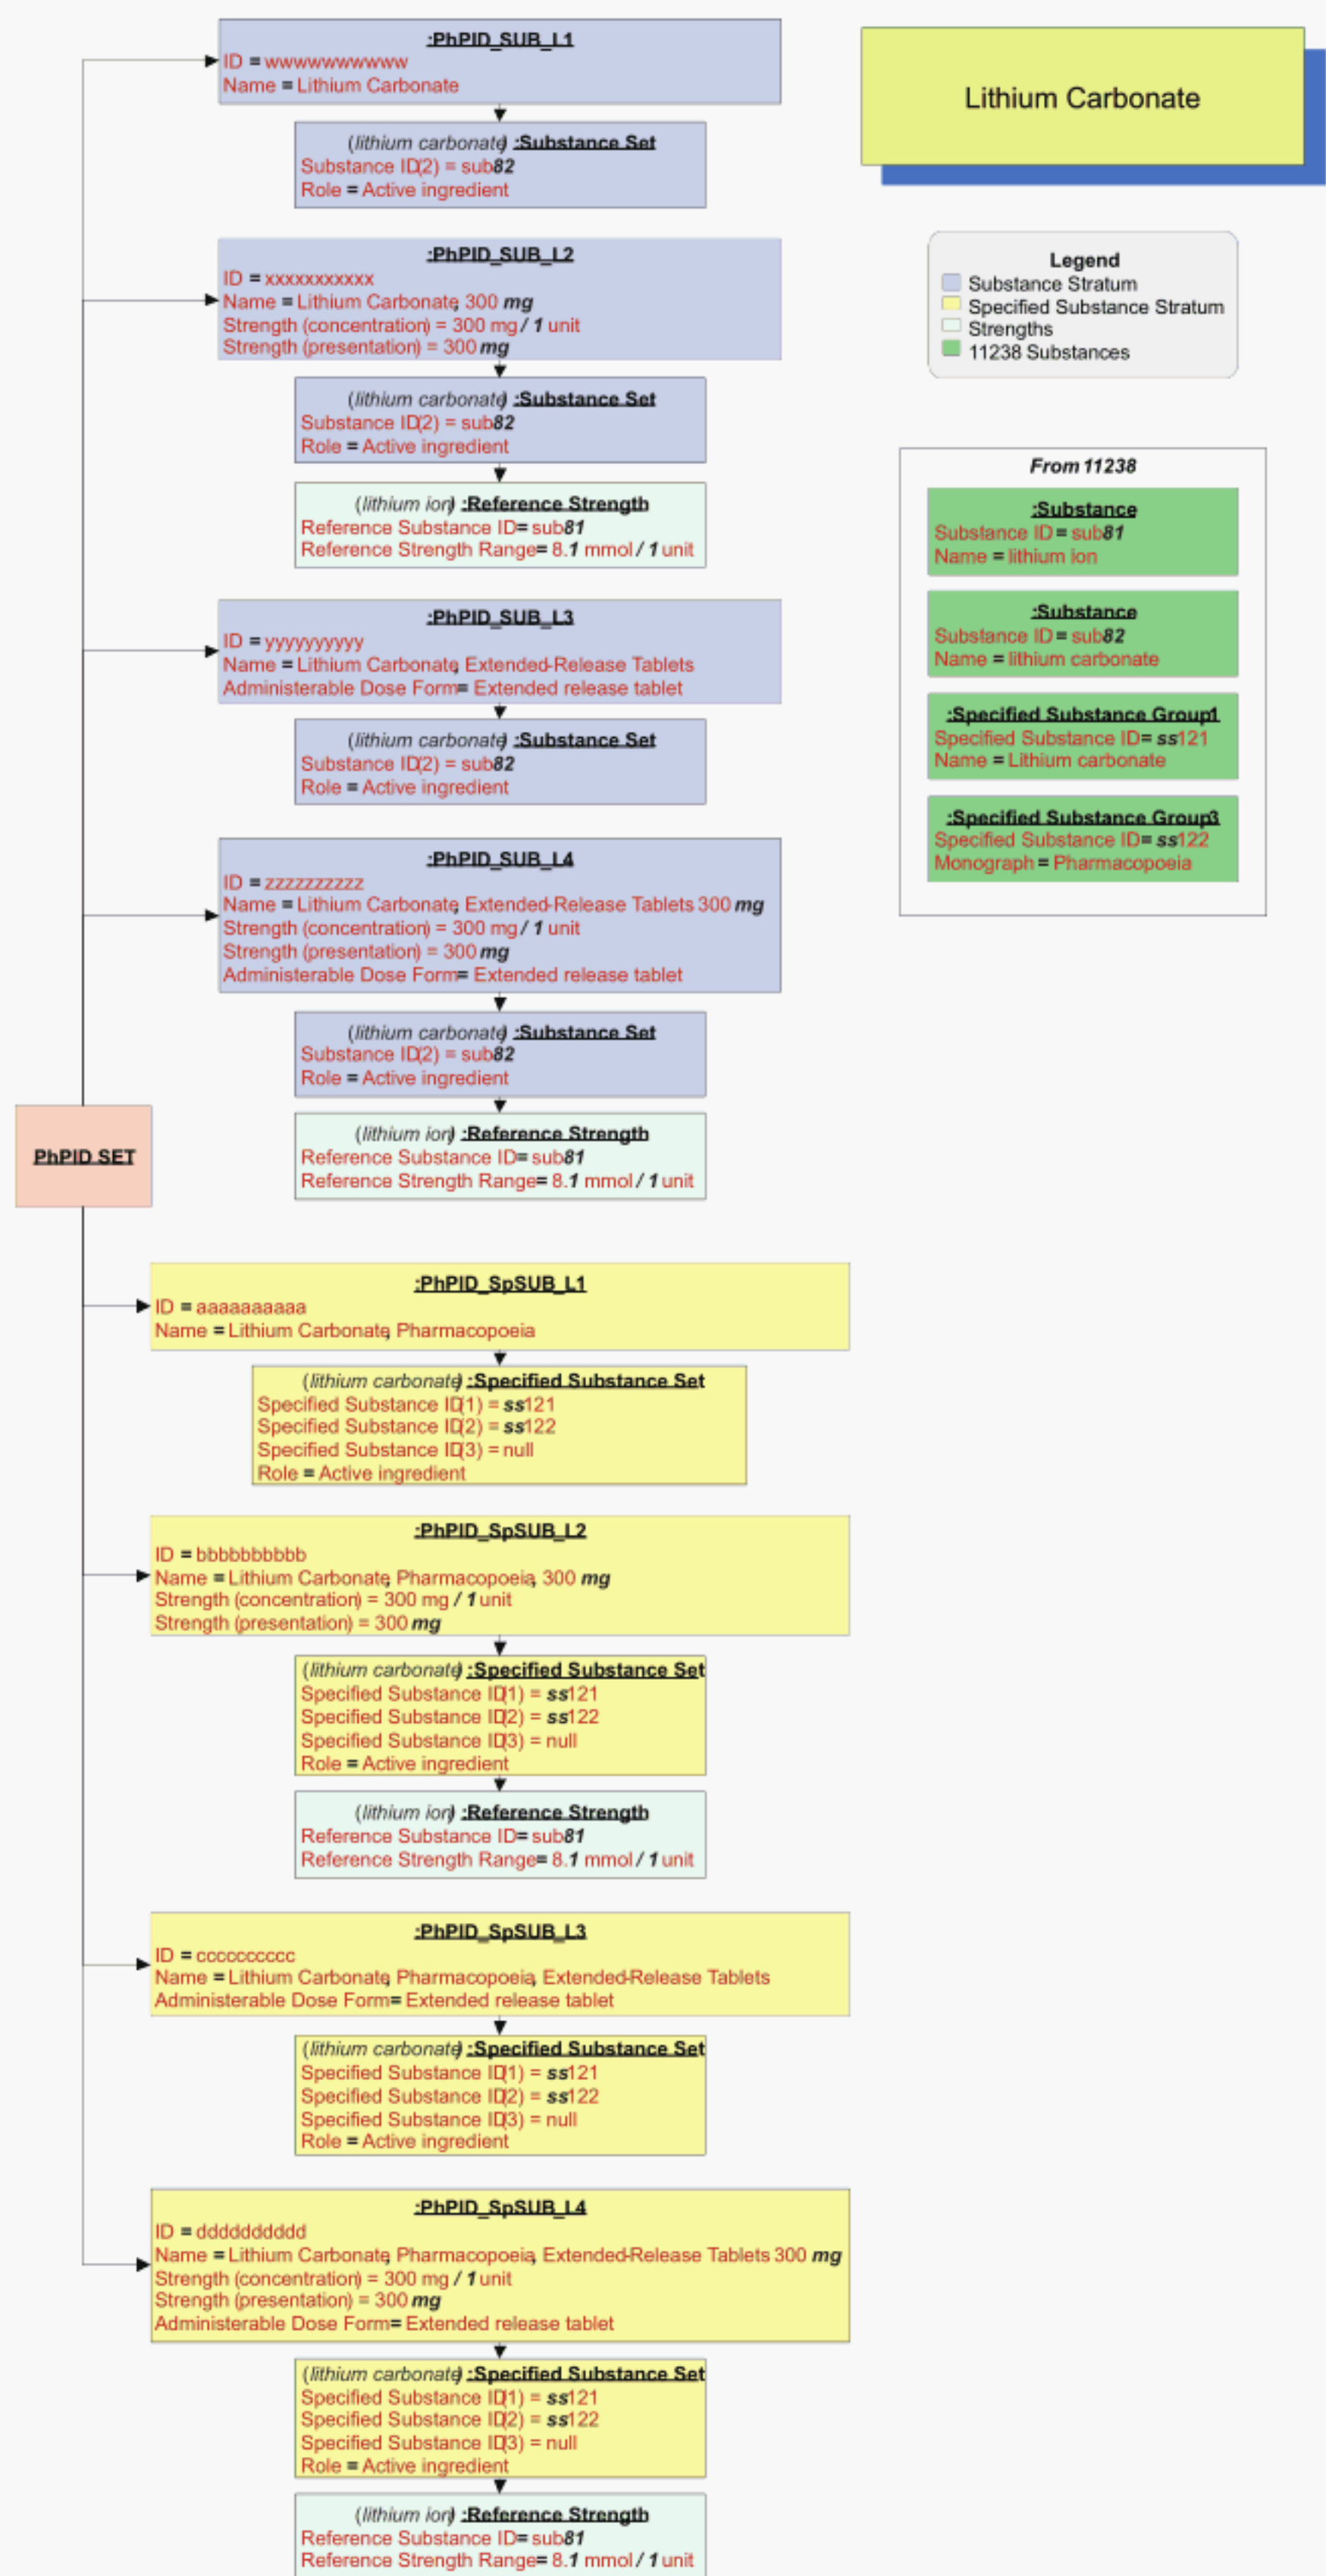 :PhPID_SUB_L1
ID = wwwwwwwwww
Name = Lithium Carbonate
(lithium carbonate) :Substance Set
Substance ID(2) = sub82
Role = Active ingredient
:PhPID_SUB_L2
ID = xxxxxxxxxxx
Name = Lithium Carbonate, 300 mg
Strength (concentration) = 300 mg / 1 unit
Strength (presentation) = 300 mg
(lithium carbonate) :Substance Set
Substance ID(2) = sub82
Role = Active ingredient
(lithium ion) :Reference Strength
Reference Substance ID = sub81
Reference Strength Range = 8.1 mmol / 1 unit
:PhPID_SUB_L3
ID = yyyyyyyyyy
Name = Lithium Carbonate, Extended-Release Tablets
Administerable Dose Form = Extended release tablet
(lithium carbonate) :Substance Set
Substance ID(2) = sub82
Role = Active ingredient
:PhPID_SUB_L4
ID = zzzzzzzzzz
Name = Lithium Carbonate, Extended-Release Tablets 300 mg
Strength (concentration) = 300 mg / 1 unit
Strength (presentation) = 300 mg
Administerable Dose Form = Extended release tablet
(lithium carbonate) :Substance Set
Substance ID(2) = sub82
Role = Active ingredient
(lithium ion) :Reference Strength
Reference Substance ID = sub81
Reference Strength Range = 8.1 mmol / 1 unit
PhPID SET
:PhPID_SpSUB_L1
ID = aaaaaaaaaa
Name = Lithium Carbonate, Pharmacopoeia
(lithium carbonate) :Specified Substance Set
Specified Substance ID(1) = ss121
Specified Substance ID(2) = ss122
Specified Substance ID(3) = null
Role = Active ingredient
:PhPID_SpSUB_L2
ID = bbbbbbbbbb
Name = Lithium Carbonate, Pharmacopoeia, 300 mg
Strength (concentration) = 300 mg / 1 unit
Strength (presentation) = 300 mg
(lithium carbonate) :Specified Substance Set
Specified Substance ID(1) = ss121
Specified Substance ID(2) = ss122
Specified Substance ID(3) = null
Role = Active ingredient
(lithium ion) :Reference Strength
Reference Substance ID = sub81
Reference Strength Range = 8.1 mmol / 1 unit
:PhPID_SpSUB_L3
ID = cccccccccc
Name = Lithium Carbonate, Pharmacopoeia, Extended-Release Tablets
Administerable Dose Form = Extended release tablet
(lithium carbonate) :Specified Substance Set
Specified Substance ID(1) = ss121
Specified Substance ID(2) = ss122
Specified Substance ID(3) = null
Role = Active ingredient
:PhPID_SpSUB_L4
ID = dddddddddd
Name = Lithium Carbonate, Pharmacopoeia, Extended-Release Tablets 300 mg
Strength (concentration) = 300 mg / 1 unit
Strength (presentation) = 300 mg
Administerable Dose Form = Extended release tablet
(lithium carbonate) :Specified Substance Set
Specified Substance ID(1) = ss121
Specified Substance ID(2) = ss122
Specified Substance ID(3) = null
Role = Active ingredient
(lithium ion) :Reference Strength
Reference Substance ID = sub81
Reference Strength Range = 8.1 mmol / 1 unit
Lithium Carbonate
Legend
Substance Stratum
Specified Substance Stratum
Strengths
11238 Substances
From 11238
:Substance
Substance ID = sub81
Name = lithium ion
:Substance
Substance ID = sub82
Name = lithium carbonate
:Specified Substance Group1
Specified Substance ID = ss121
Name = Lithium carbonate
:Specified Substance Group3
Specified Substance ID = ss122
Monograph = Pharmacopoeia